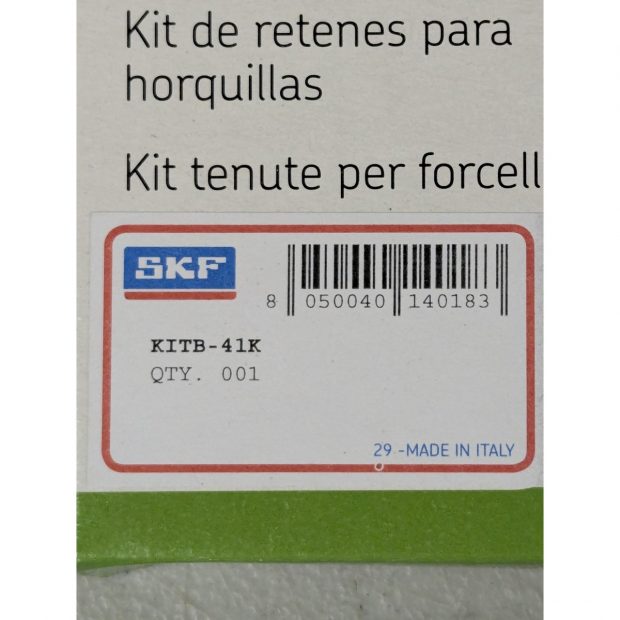 Kit de retenes para
horquillas
Kit tenute per forcell
SKF
8 050040 140183
KITB-41K
QTY. 001
29 -MADE IN ITALY